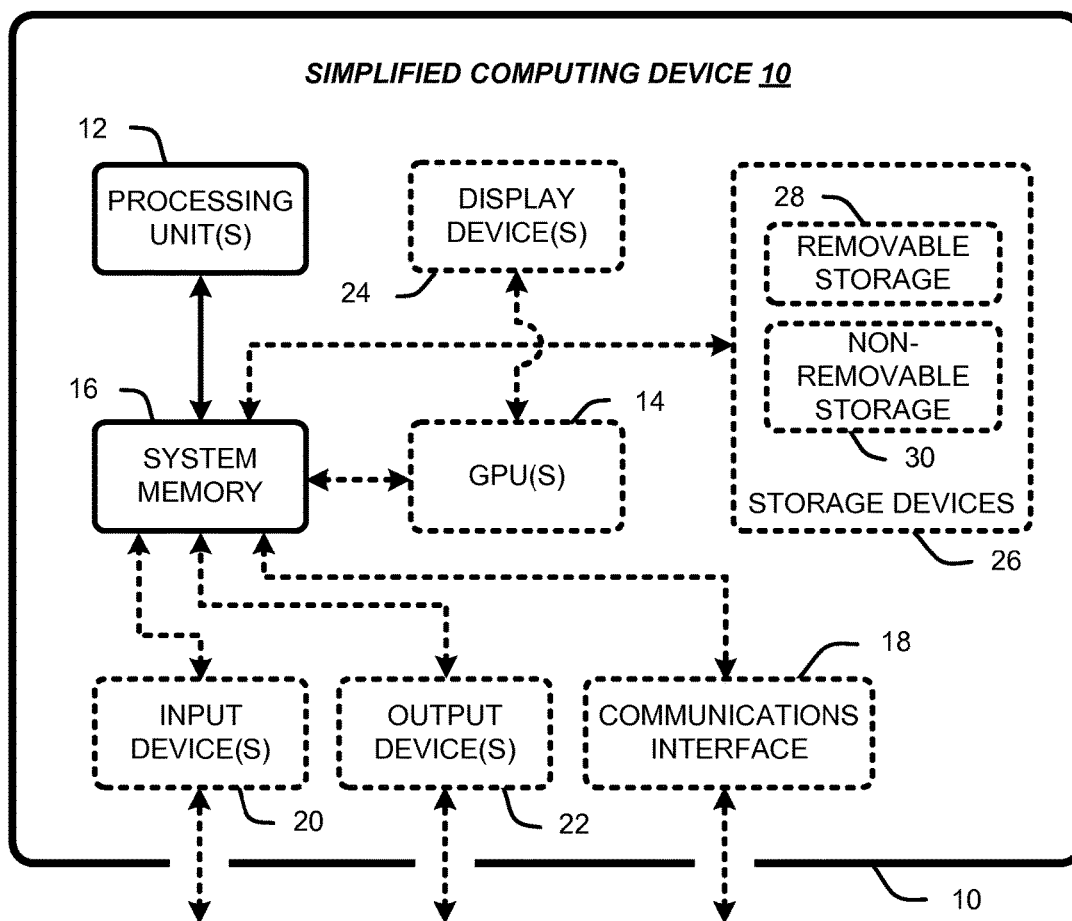 SIMPLIFIED COMPUTING DEVICE 10
12
PROCESSING
UNIT(S)
DISPLAY
DEVICE(S)
24
28
REMOVABLE
STORAGE
NON-
REMOVABLE
STORAGE
30
STORAGE DEVICES
26
16
SYSTEM
MEMORY
14
GPU(S)
18
INPUT
DEVICE(S)
20
OUTPUT
DEVICE(S)
22
COMMUNICATIONS
INTERFACE
10